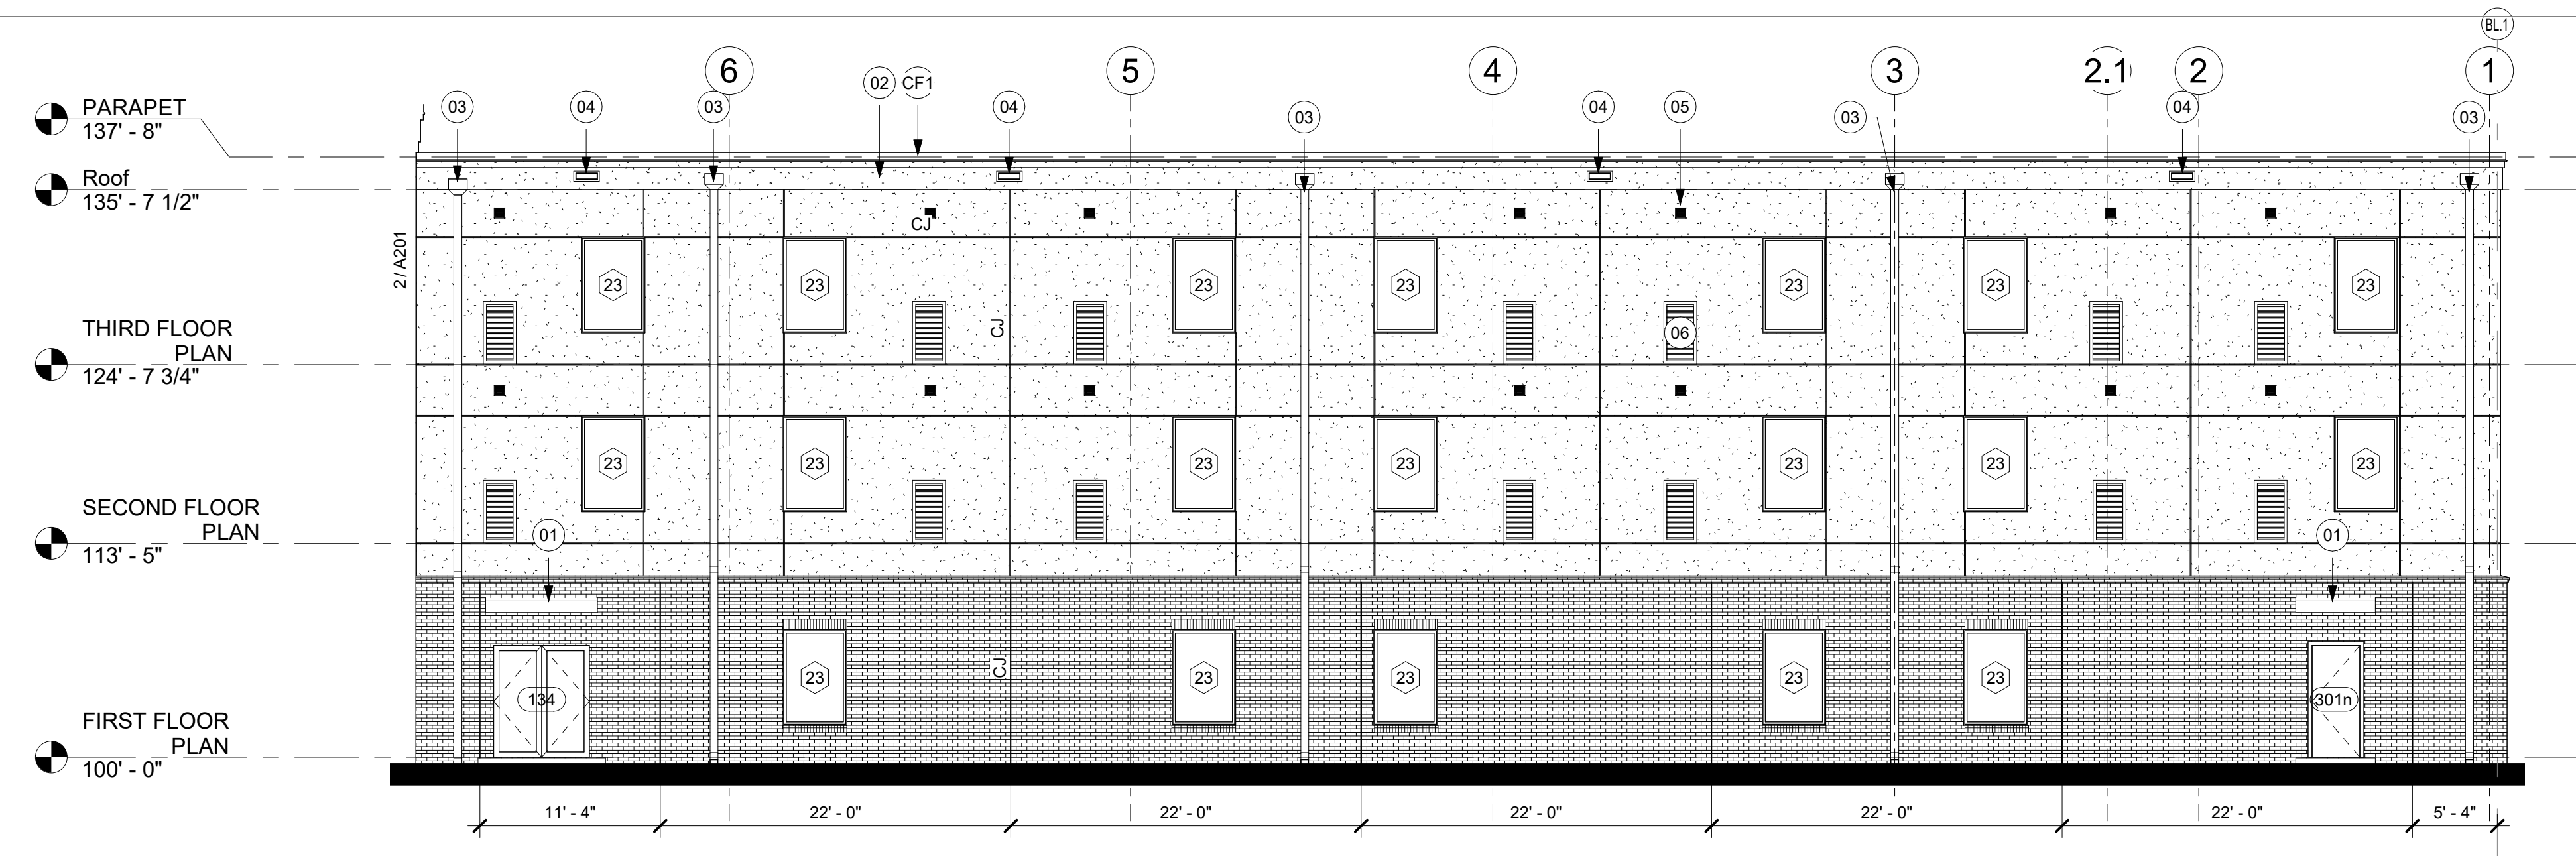 BL.1
6
5
4
3
2.1
2
1
02
CF1
03
04
03
04
03
04
05
03
04
03
PARAPET
137' - 8"
Roof
135' - 7 1/2"
CJ
2 / A201
23
23
23
23
23
23
23
CJ
06
THIRD FLOOR
PLAN
124' - 7 3/4"
23
23
23
23
23
23
23
SECOND FLOOR
PLAN
113' - 5"
01
01
CJ
23
23
23
23
23
134
301n
FIRST FLOOR
PLAN
100' - 0"
11' - 4"
22' - 0"
22' - 0"
22' - 0"
22' - 0"
22' - 0"
5' - 4"